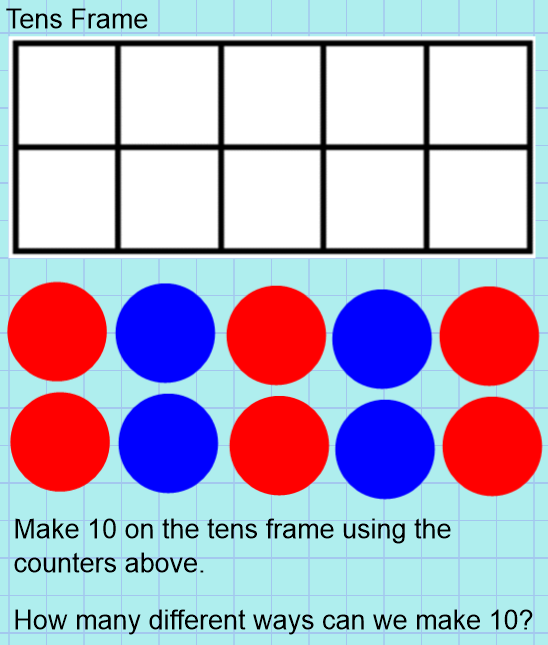 Tens Frame
Make 10 on the tens frame using the
counters above.
How many different ways can we make 10?